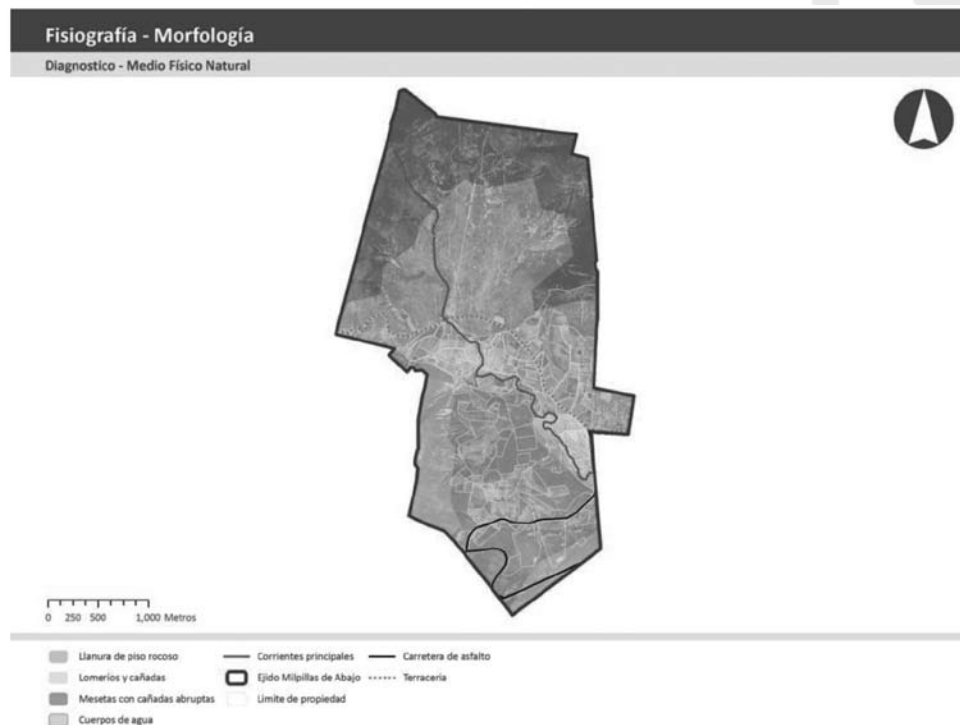 Fisiografía - Morfología
Diagnostico - Medio Físico Natural
0 250 500 1,000 Metros
Llanura de piso rocoso
Corrientes principales
Carretera de asfalto
Lomeríos y cañadas
Ejido Milpillas de Abajo
Terracería
Mesetas con cañadas abruptas
Limite de propiedad
Cuerpos de agua